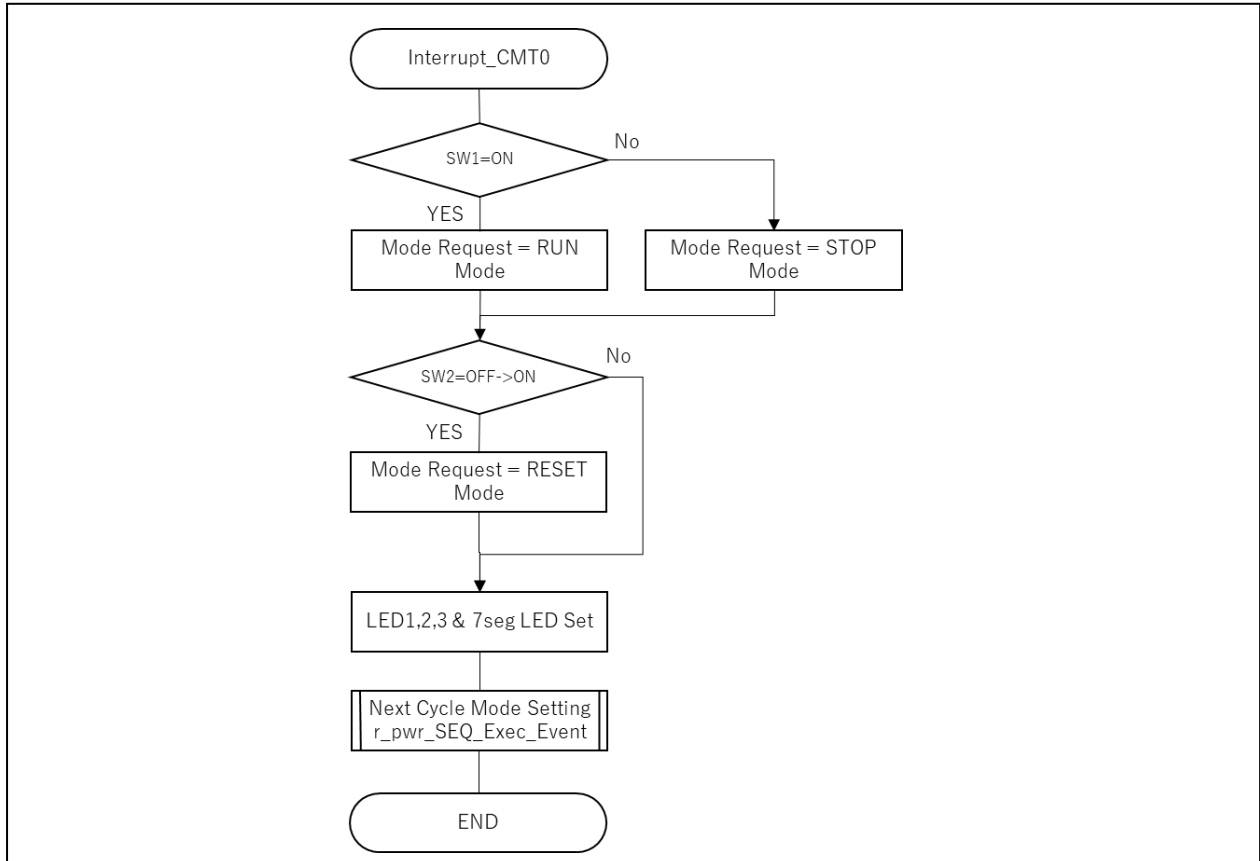 Interrupt_CMT0
SW1=ON
No
YES
Mode Request = RUN
Mode
Mode Request = STOP
Mode
SW2=OFF->ON
No
YES
Mode Request = RESET
Mode
LED1,2,3 & 7seg LED Set
Next Cycle Mode Setting
r_pwr_SEQ_Exec_Event
END